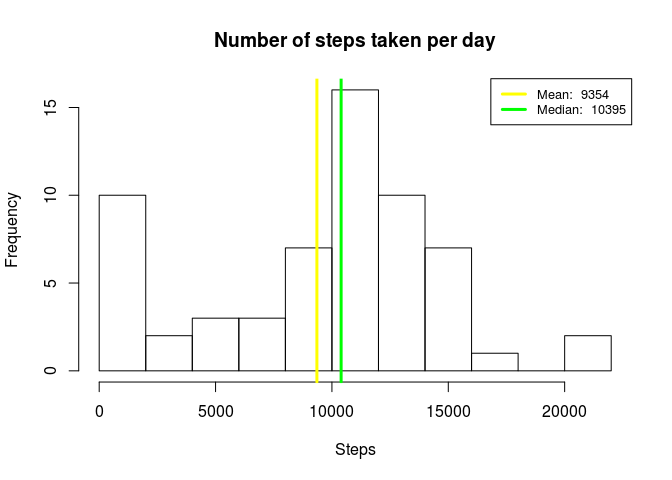 Number of steps taken per day
Mean: 9354
Median: 10395
Frequency
15
10
5
0
0 5000 10000 15000 20000
Steps